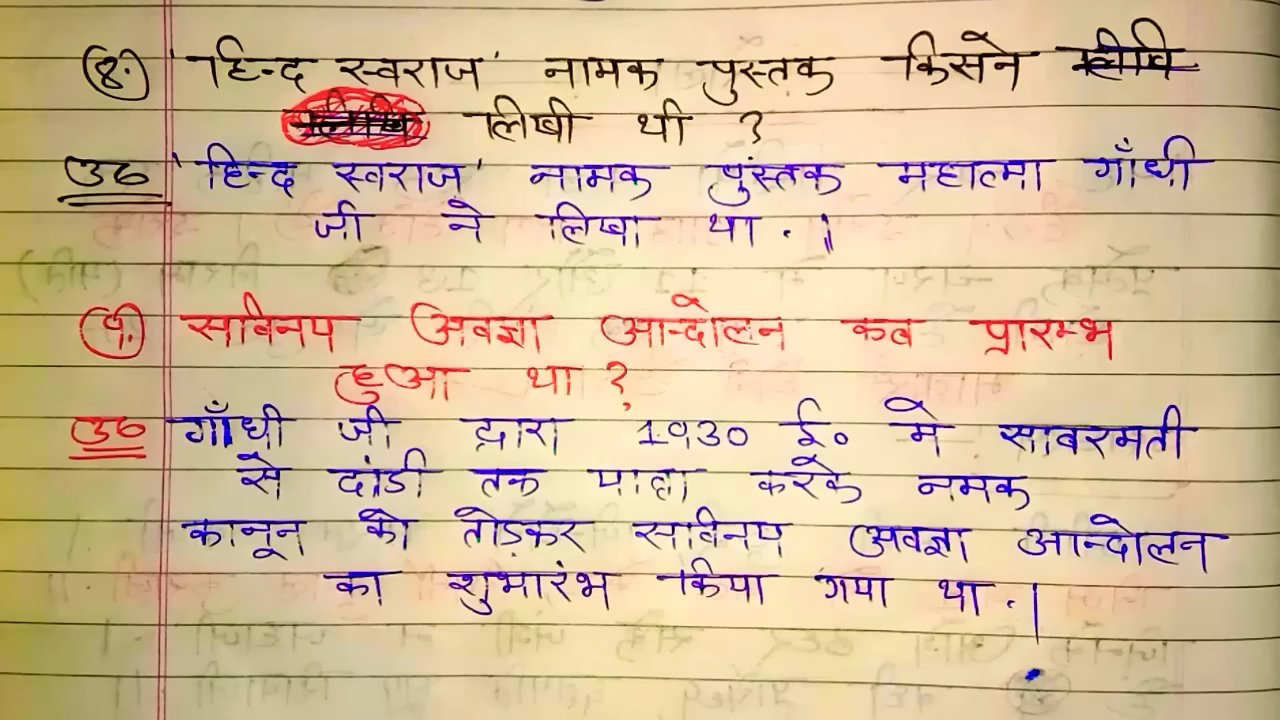 (8.) 'हिन्द स्वराज' नामक पुस्तक किसने
लिखी थी ?
उ० 'हिन्द स्वराज' नामक पुंस्तक महात्मा गाँधी
जी ने लिखा था . |
(9.) सविनय अवज्ञा आन्दोलन कब प्रारम्भ
हुआ था ?
उ० गाँधी जी द्वारा 1930 ई० मे साबरमती
से दांडी तक यात्रा करके नमक
कानून को तोड़कर सविनय अवज्ञा आन्दोलन
का शुभारंभ किया गया था . |